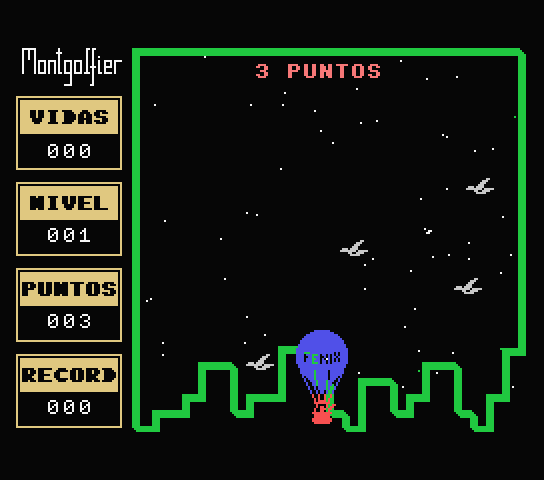 Montgolfier
3 PUNTOS
VIDAS
000
NIVEL
001
PUNTOS
003
RECORD
000
FENIX